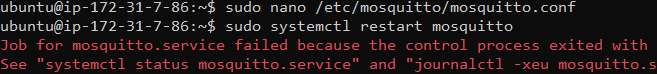 ubuntu@ip-172-31-7-86:~$ sudo nano /etc/mosquitto/mosquitto.conf
ubuntu@ip-172-31-7-86:~$ sudo systemctl restart mosquitto
Job for mosquitto.service failed because the control process exited with
See "systemctl status mosquitto.service" and "journalctl -xeu mosquitto.s